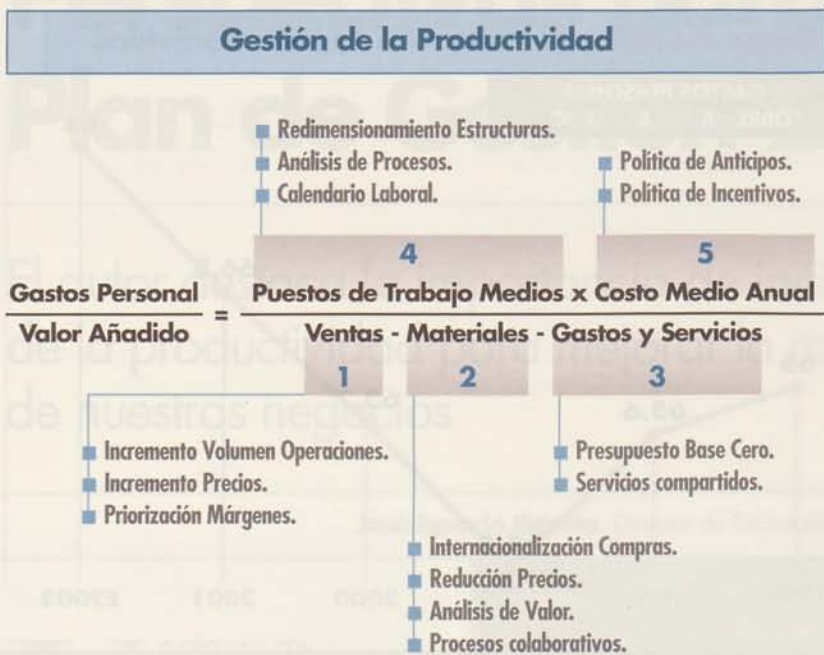 Gestión de la Productividad
Redimensionamiento Estructuras.
Análisis de Procesos.
Calendario Laboral.
Política de Anticipos.
Política de Incentivos.
4
5
Gastos Personal
Valor Añadido
=
Puestos de Trabajo Medios x Costo Medio Anual
Ventas - Materiales - Gastos y Servicios
1
2
3
Incremento Volumen Operaciones.
Incremento Precios.
Priorización Márgenes.
Presupuesto Base Cero.
Servicios compartidos.
Internacionalización Compras.
Reducción Precios.
Análisis de Valor.
Procesos colaborativos.